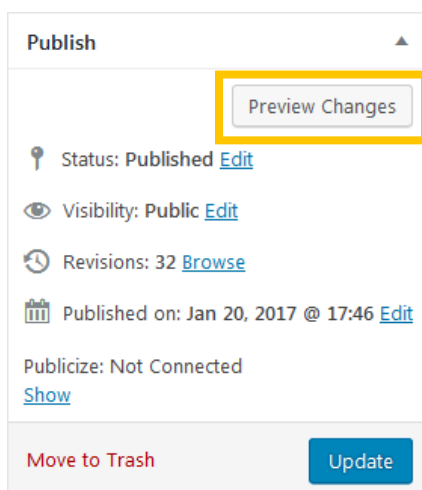 Publish
Preview Changes
Status: Published Edit
Visibility: Public Edit
Revisions: 32 Browse
Published on: Jan 20, 2017 @ 17:46 Edit
Publicize: Not Connected
Show
Move to Trash
Update